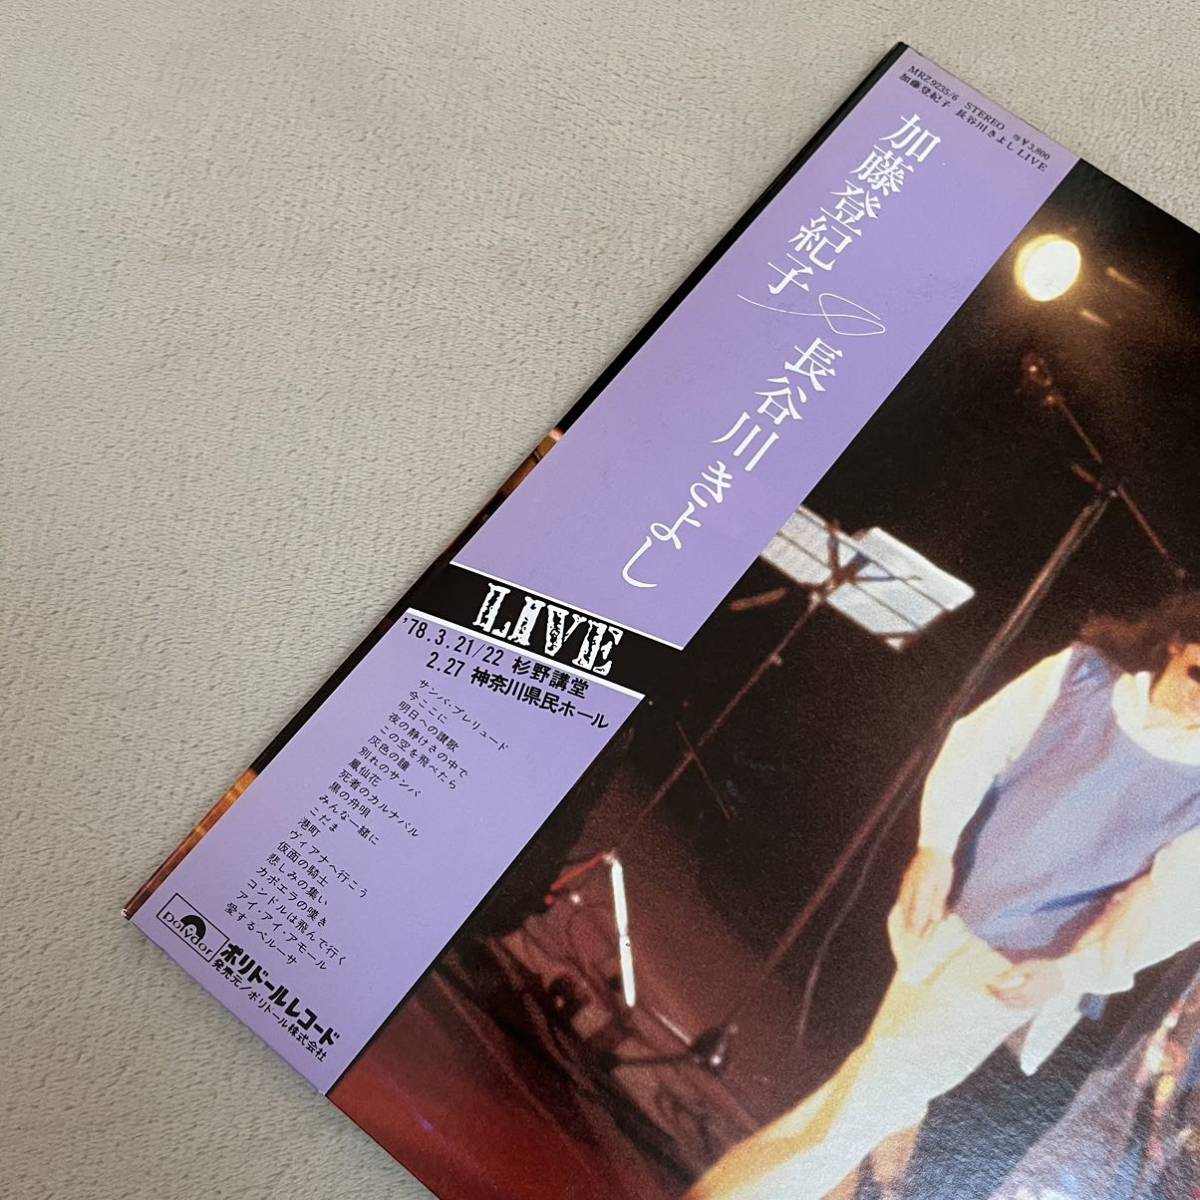 MRZ 9235/6 STEREO ℗¥3,800
加藤登紀子 長谷川きよし LIVE
加藤登紀子
&
長谷川きよし
LIVE
'78.3.21/22 杉野講堂
2.27 神奈川県民ホール
サンバ・プレリュード
今ここに
明日への讃歌
夜の静けさの中で
この空を飛べたら
灰色の瞳
別れのサンバ
鳳仙花
死者のカルナバル
黒の舟唄
みんな一緒に
こだま
港町
ヴィアナへ行こう
仮面の騎士
悲しみの集い
カポエラの嘆き
コンドルは飛んで行く
アイ・アイ・アモール
愛するベルーサ
polydor
ポリドールレコード
発売元/ポリドール株式会社